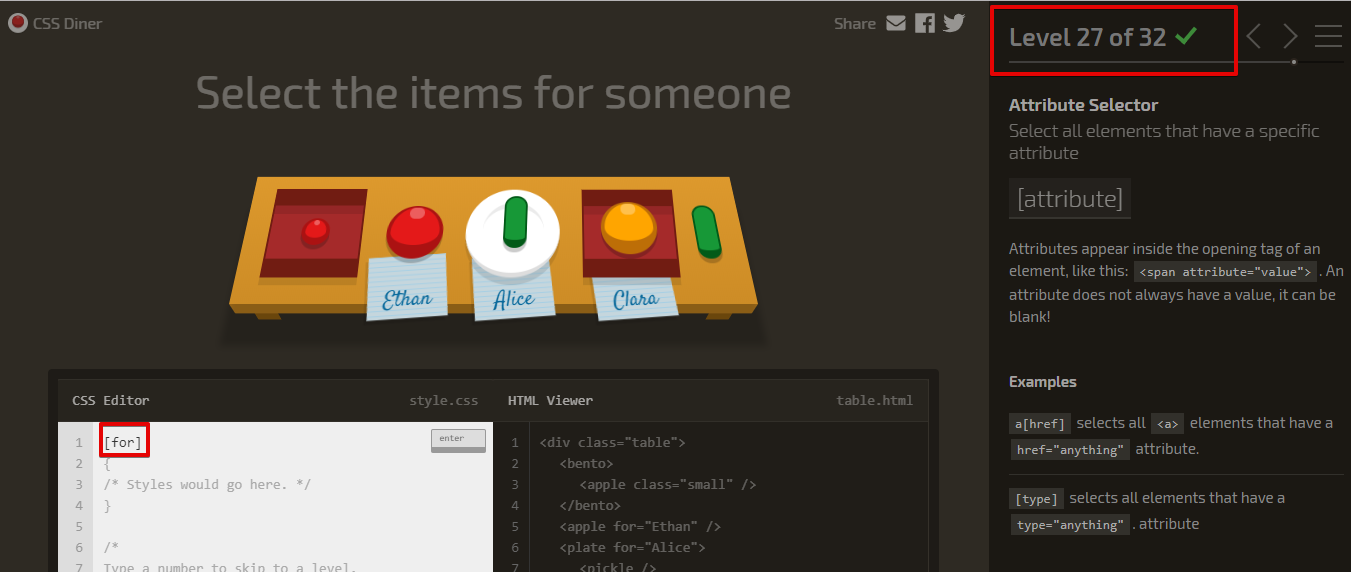 CSS Diner
Share
Select the items for someone
Ethan
Alice
Clara
CSS Editor
style.css
HTML Viewer
table.html
1
2
3
4
5
6
7
[for]
enter
{
/* Styles would go here. */
}
/*
Type a number to skip to a level.
1 <div class="table">
2 <bento>
3 <apple class="small" />
4 </bento>
5 <apple for="Ethan" />
6 <plate for="Alice">
7 <pickle />
Level 27 of 32
Attribute Selector
Select all elements that have a specific
attribute
[attribute]
Attributes appear inside the opening tag of an
element, like this: <span attribute="value"> . An
attribute does not always have a value, it can be
blank!
Examples
a[href] selects all <a> elements that have a
href="anything" attribute.
[type] selects all elements that have a
type="anything" . attribute